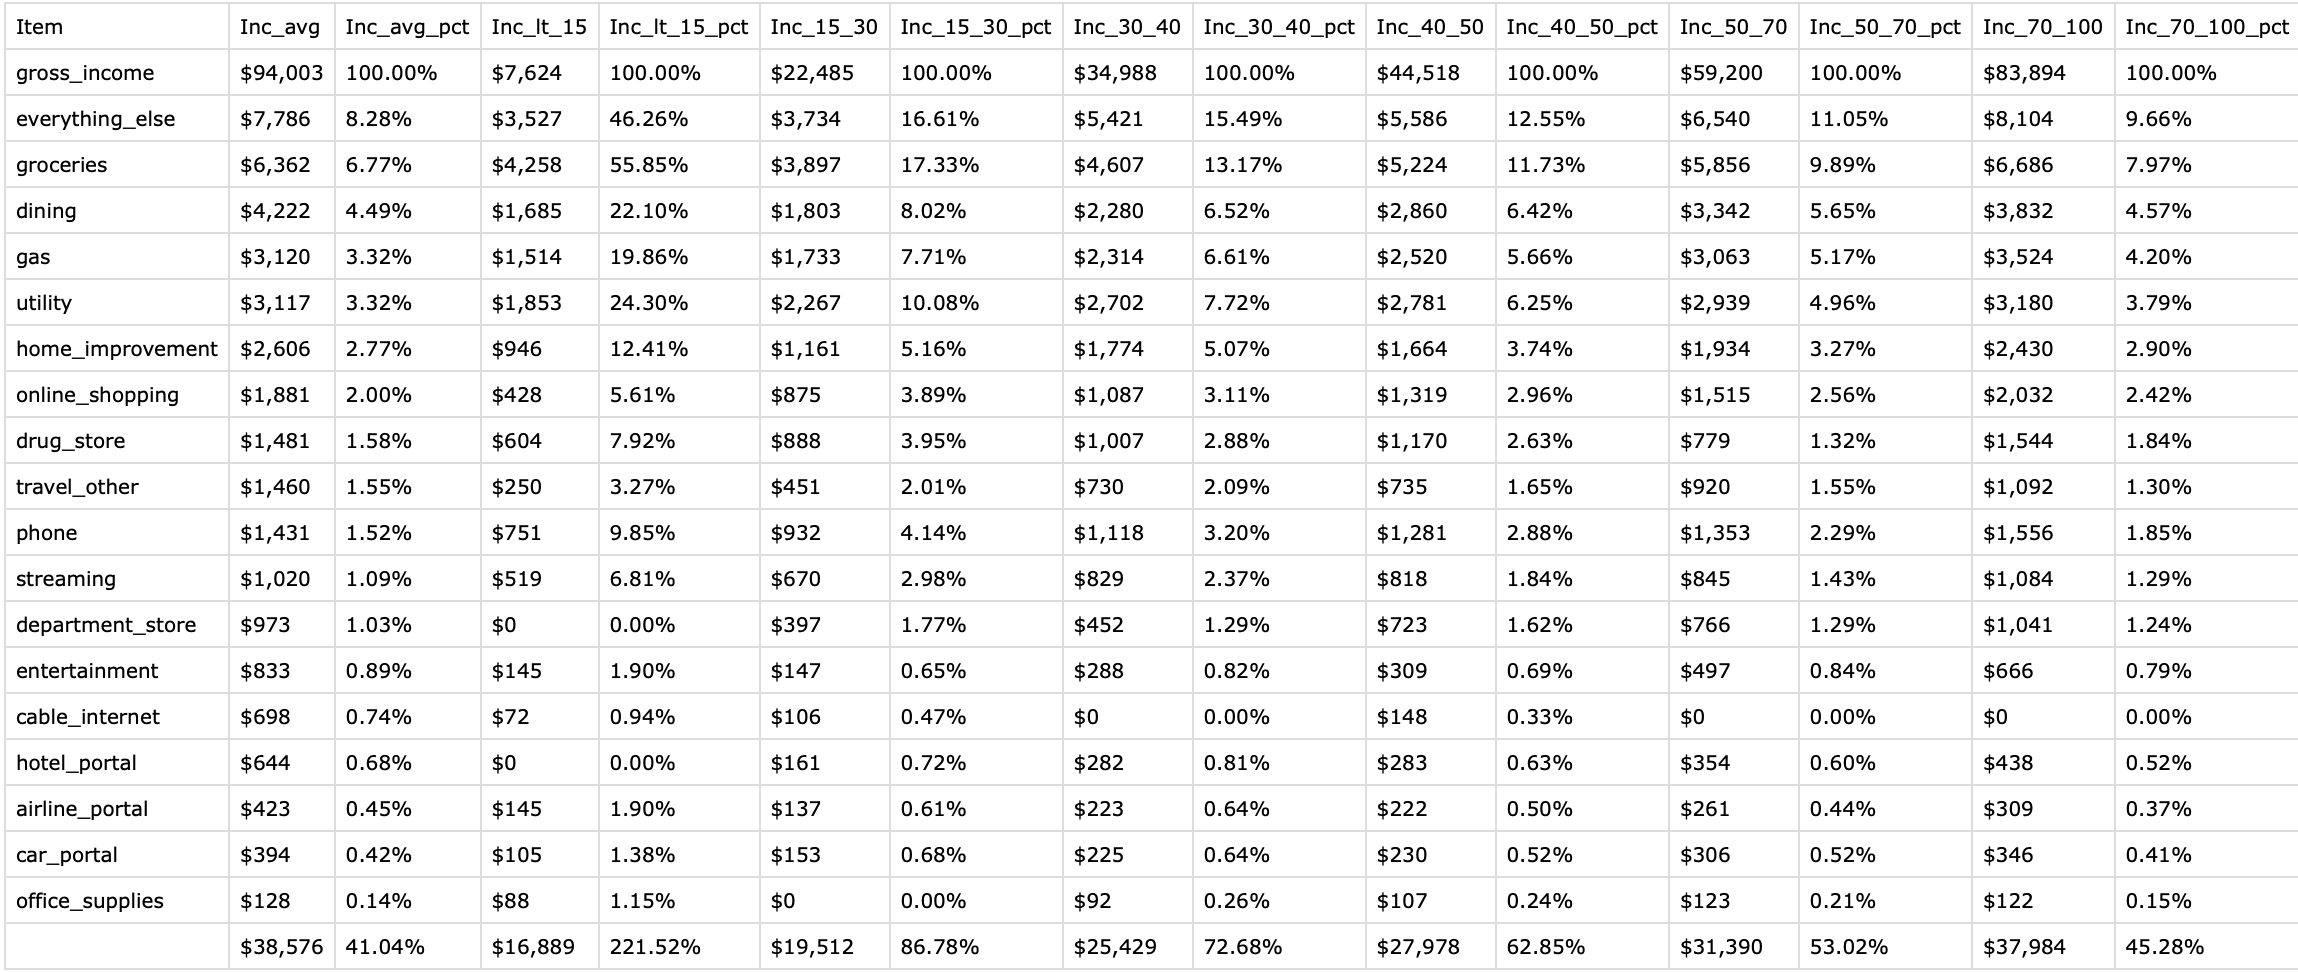 Item Inc_avg Inc_avg_pct Inc_lt_15 Inc_lt_15_pct Inc_15_30 Inc_15_30_pct Inc_30_40 Inc_30_40_pct Inc_40_50 Inc_40_50_pct Inc_50_70 Inc_50_70_pct Inc_70_100 Inc_70_100_pct
gross_income $94,003 100.00% $7,624 100.00% $22,485 100.00% $34,988 100.00% $44,518 100.00% $59,200 100.00% $83,894 100.00%
everything_else $7,786 8.28% $3,527 46.26% $3,734 16.61% $5,421 15.49% $5,586 12.55% $6,540 11.05% $8,104 9.66%
groceries $6,362 6.77% $4,258 55.85% $3,897 17.33% $4,607 13.17% $5,224 11.73% $5,856 9.89% $6,686 7.97%
dining $4,222 4.49% $1,685 22.10% $1,803 8.02% $2,280 6.52% $2,860 6.42% $3,342 5.65% $3,832 4.57%
gas $3,120 3.32% $1,514 19.86% $1,733 7.71% $2,314 6.61% $2,520 5.66% $3,063 5.17% $3,524 4.20%
utility $3,117 3.32% $1,853 24.30% $2,267 10.08% $2,702 7.72% $2,781 6.25% $2,939 4.96% $3,180 3.79%
home_improvement $2,606 2.77% $946 12.41% $1,161 5.16% $1,774 5.07% $1,664 3.74% $1,934 3.27% $2,430 2.90%
online_shopping $1,881 2.00% $428 5.61% $875 3.89% $1,087 3.11% $1,319 2.96% $1,515 2.56% $2,032 2.42%
drug_store $1,481 1.58% $604 7.92% $888 3.95% $1,007 2.88% $1,170 2.63% $779 1.32% $1,544 1.84%
travel_other $1,460 1.55% $250 3.27% $451 2.01% $730 2.09% $735 1.65% $920 1.55% $1,092 1.30%
phone $1,431 1.52% $751 9.85% $932 4.14% $1,118 3.20% $1,281 2.88% $1,353 2.29% $1,556 1.85%
streaming $1,020 1.09% $519 6.81% $670 2.98% $829 2.37% $818 1.84% $845 1.43% $1,084 1.29%
department_store $973 1.03% $0 0.00% $397 1.77% $452 1.29% $723 1.62% $766 1.29% $1,041 1.24%
entertainment $833 0.89% $145 1.90% $147 0.65% $288 0.82% $309 0.69% $497 0.84% $666 0.79%
cable_internet $698 0.74% $72 0.94% $106 0.47% $0 0.00% $148 0.33% $0 0.00% $0 0.00%
hotel_portal $644 0.68% $0 0.00% $161 0.72% $282 0.81% $283 0.63% $354 0.60% $438 0.52%
airline_portal $423 0.45% $145 1.90% $137 0.61% $223 0.64% $222 0.50% $261 0.44% $309 0.37%
car_portal $394 0.42% $105 1.38% $153 0.68% $225 0.64% $230 0.52% $306 0.52% $346 0.41%
office_supplies $128 0.14% $88 1.15% $0 0.00% $92 0.26% $107 0.24% $123 0.21% $122 0.15%
$38,576 41.04% $16,889 221.52% $19,512 86.78% $25,429 72.68% $27,978 62.85% $31,390 53.02% $37,984 45.28%